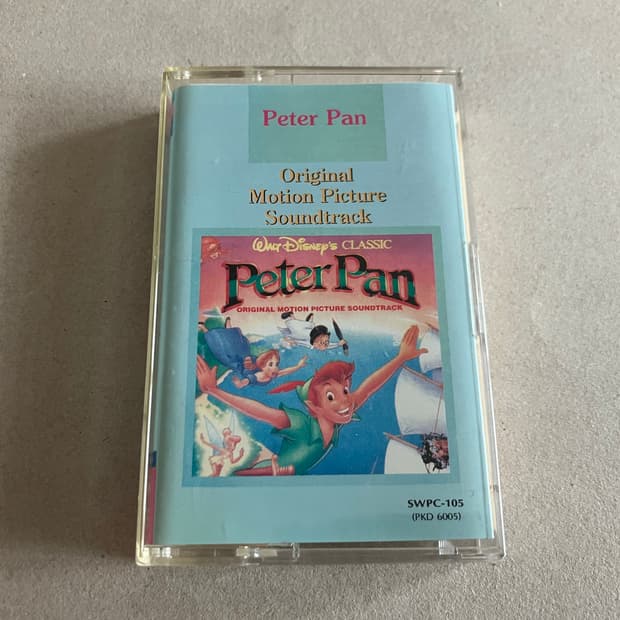 Peter Pan
Original
Motion Picture
Soundtrack
Walt Disney's CLASSIC
Peter Pan
ORIGINAL MOTION PICTURE SOUNDTRACK
SWPC-105
(PKD 6005)